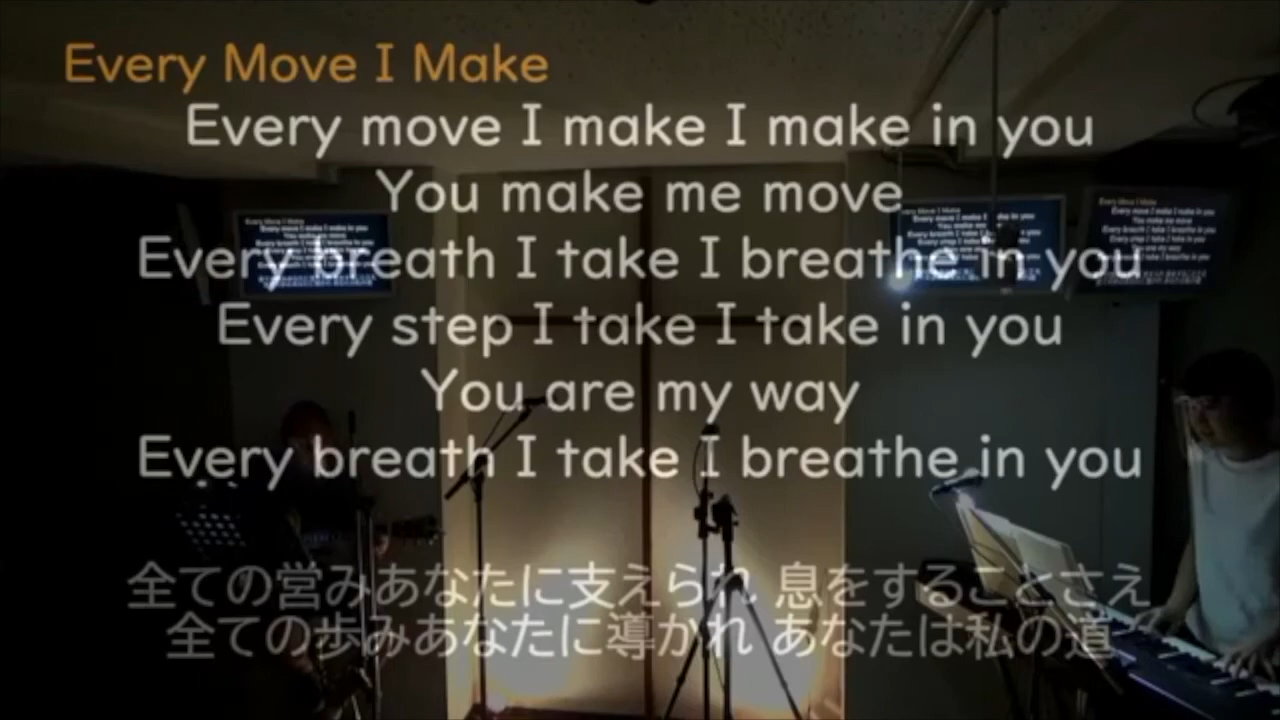 Every Move I Make
Every move I make I make in you
You make me move
Every breath I take I breathe in you
Every step I take I take in you
You are my way
Every breath I take I breathe in you
全ての営みあなたに支えられ 息をすることさえ
全ての歩みあなたに導かれ あなたは私の道